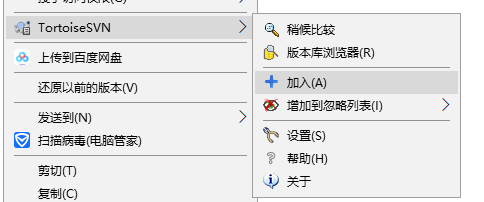 TortoiseSVN
上传到百度网盘
还原以前的版本(V)
发送到(N)
扫描病毒(电脑管家)
剪切(T)
复制(C)
稍候比较
版本库浏览器(R)
加入(A)
增加到忽略列表(I)
设置(S)
帮助(H)
关于